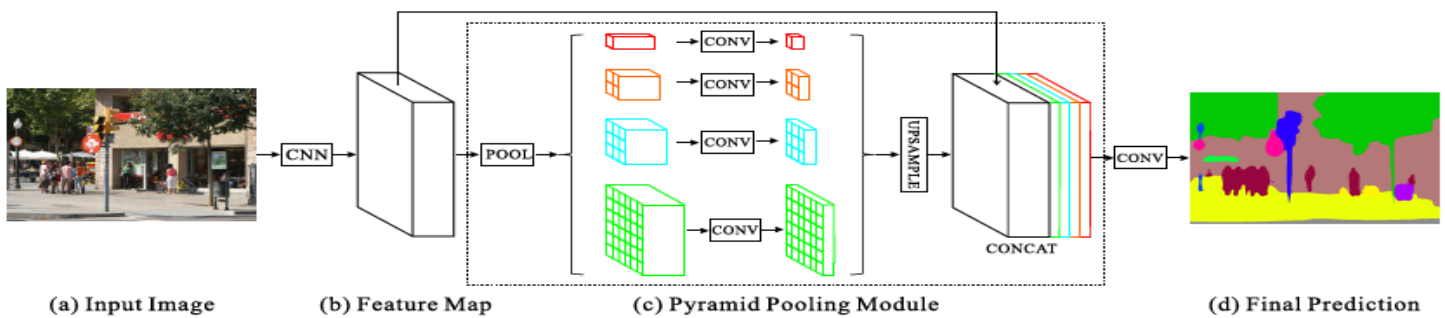 CNN
POOL
CONV
CONV
CONV
CONV
UPSAMPLE
CONCAT
CONV
(a) Input Image
(b) Feature Map
(c) Pyramid Pooling Module
(d) Final Prediction